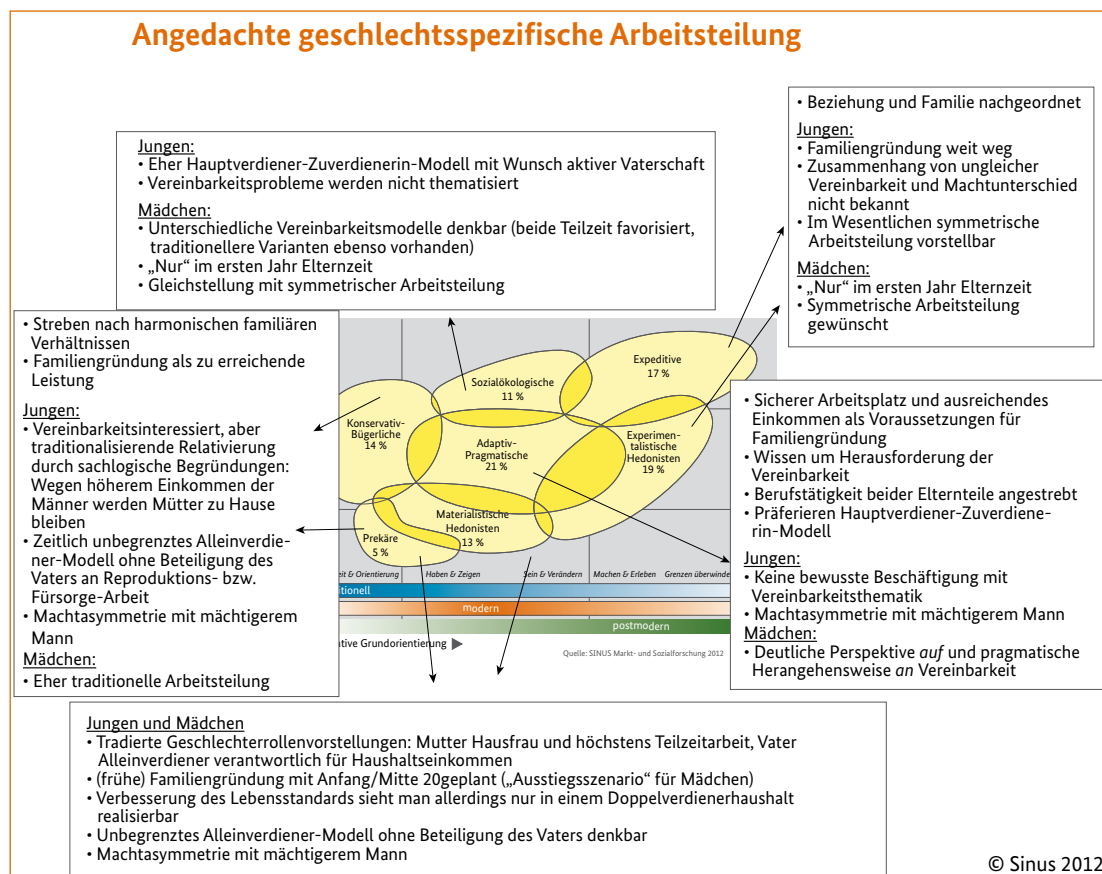 Angedachte geschlechtsspezifische Arbeitsteilung
• Beziehung und Familie nachgeordnet
Jungen:
• Familiengründung weit weg
• Zusammenhang von ungleicher
Vereinbarkeit und Machtunterschied
nicht bekannt
• Im Wesentlichen symmetrische
Arbeitsteilung vorstellbar
Mädchen:
• „Nur“ im ersten Jahr Elternzeit
• Symmetrische Arbeitsteilung
gewünscht
Jungen:
• Eher Hauptverdiener-Zuverdienerin-Modell mit Wunsch aktiver Vaterschaft
• Vereinbarkeitsprobleme werden nicht thematisiert
Mädchen:
• Unterschiedliche Vereinbarkeitsmodelle denkbar (beide Teilzeit favorisiert,
traditionellere Varianten ebenso vorhanden)
• „Nur“ im ersten Jahr Elternzeit
• Gleichstellung mit symmetrischer Arbeitsteilung
• Streben nach harmonischen familiären
Verhältnissen
• Familiengründung als zu erreichende
Leistung
Jungen:
• Vereinbarkeitsinteressiert, aber
traditionalisierende Relativierung
durch sachlogische Begründungen:
Wegen höherem Einkommen der
Männer werden Mütter zu Hause
bleiben
• Zeitlich unbegrenztes Alleinverdie-
ner-Modell ohne Beteiligung des
Vaters an Reproduktions- bzw.
Fürsorge-Arbeit
• Machtasymmetrie mit mächtigerem
Mann
Mädchen:
• Eher traditionelle Arbeitsteilung
Expeditive
17 %
Sozialökologische
11 %
Konservativ-
Bügerliche
14 %
Adaptiv-
Pragmatische
21 %
Experimen-
talistische
Hedonisten
19 %
Materialistische
Hedonisten
13 %
Prekäre
5 %
eit & Orientierung
Haben & Zeigen
Sein & Verändern
Machen & Erleben
Grenzen überwinde
itionell
modern
postmodern
ative Grundorientierung
Quelle: SINUS Markt- und Sozialforschung 2012
• Sicherer Arbeitsplatz und ausreichendes
Einkommen als Voraussetzungen für
Familiengründung
• Wissen um Herausforderung der
Vereinbarkeit
• Berufstätigkeit beider Elternteile angestrebt
• Präferieren Hauptverdiener-Zuverdiene-
rin-Modell
Jungen:
• Keine bewusste Beschäftigung mit
Vereinbarkeitsthematik
• Machtasymmetrie mit mächtigerem Mann
Mädchen:
• Deutliche Perspektive auf und pragmatische
Herangehensweise an Vereinbarkeit
Jungen und Mädchen
• Tradierte Geschlechterrollenvorstellungen: Mutter Hausfrau und höchstens Teilzeitarbeit, Vater
Alleinverdiener verantwortlich für Haushaltseinkommen
• (frühe) Familiengründung mit Anfang/Mitte 20geplant („Ausstiegsszenario“ für Mädchen)
• Verbesserung des Lebensstandards sieht man allerdings nur in einem Doppelverdienerhaushalt
realisierbar
• Unbegrenztes Alleinverdiener-Modell ohne Beteiligung des Vaters denkbar
• Machtasymmetrie mit mächtigerem Mann
© Sinus 2012